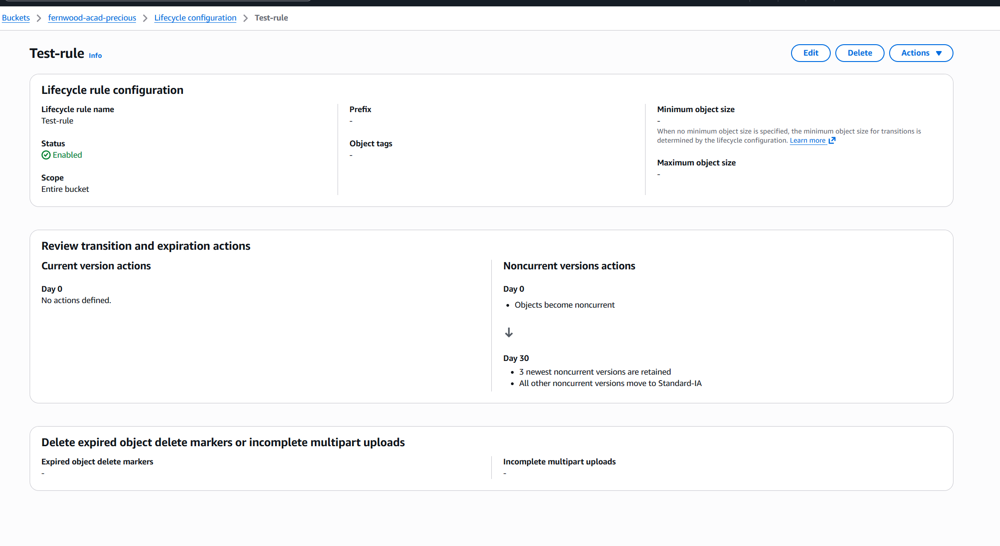 Buckets > fernwood-acad-precious > Lifecycle configuration > Test-rule
Test-rule Info
Edit Delete Actions
Lifecycle rule configuration
Lifecycle rule name
Test-rule
Status
Enabled
Scope
Entire bucket
Prefix
-
Object tags
-
Minimum object size
-
When no minimum object size is specified, the minimum object size for transitions is
determined by the lifecycle configuration. Learn more
Maximum object size
-
Review transition and expiration actions
Current version actions
Day 0
No actions defined.
Noncurrent versions actions
Day 0
• Objects become noncurrent
Day 30
• 3 newest noncurrent versions are retained
• All other noncurrent versions move to Standard-IA
Delete expired object delete markers or incomplete multipart uploads
Expired object delete markers
-
Incomplete multipart uploads
-